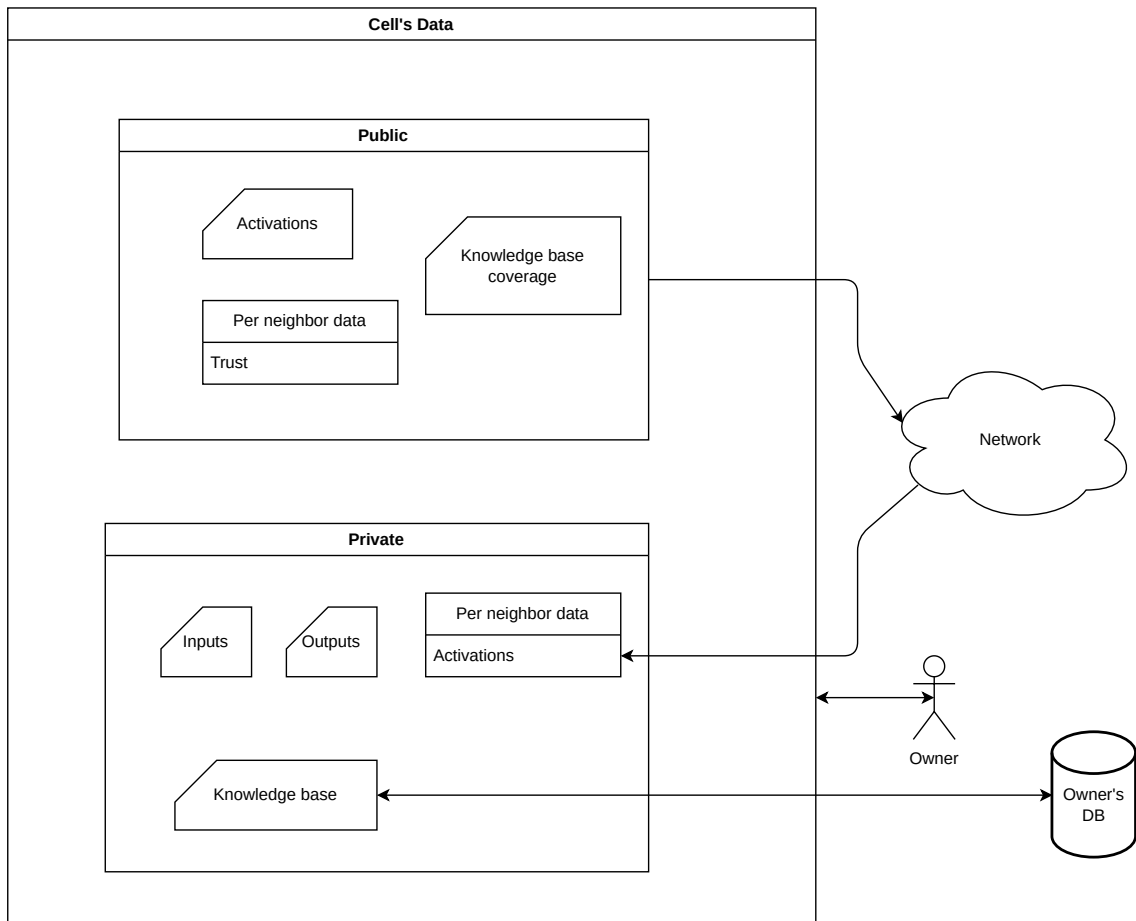 Cell's Data
Public
Activations
Knowledge base
coverage
Per neighbor data
Trust
Network
Private
Inputs
Outputs
Per neighbor data
Activations
Owner
Knowledge base
Owner's
DB